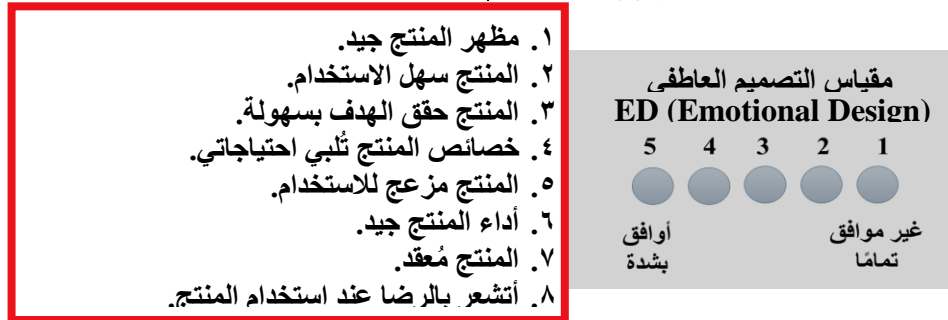 ١. مظهر المنتج جيد.
٢. المنتج سهل الاستخدام.
٣. المنتج حقق الهدف بسهولة.
٤. خصائص المنتج تُلبي احتياجاتي.
٥. المنتج مزعج للاستخدام.
٦. أداء المنتج جيد.
٧. المنتج مُعقد.
٨. أتشعر بالرضا عند استخدام المنتج.
مقياس التصميم العاطفي
ED (Emotional Design)
5 4 3 2 1
غير موافق
تمامًا
أوافق
بشدة